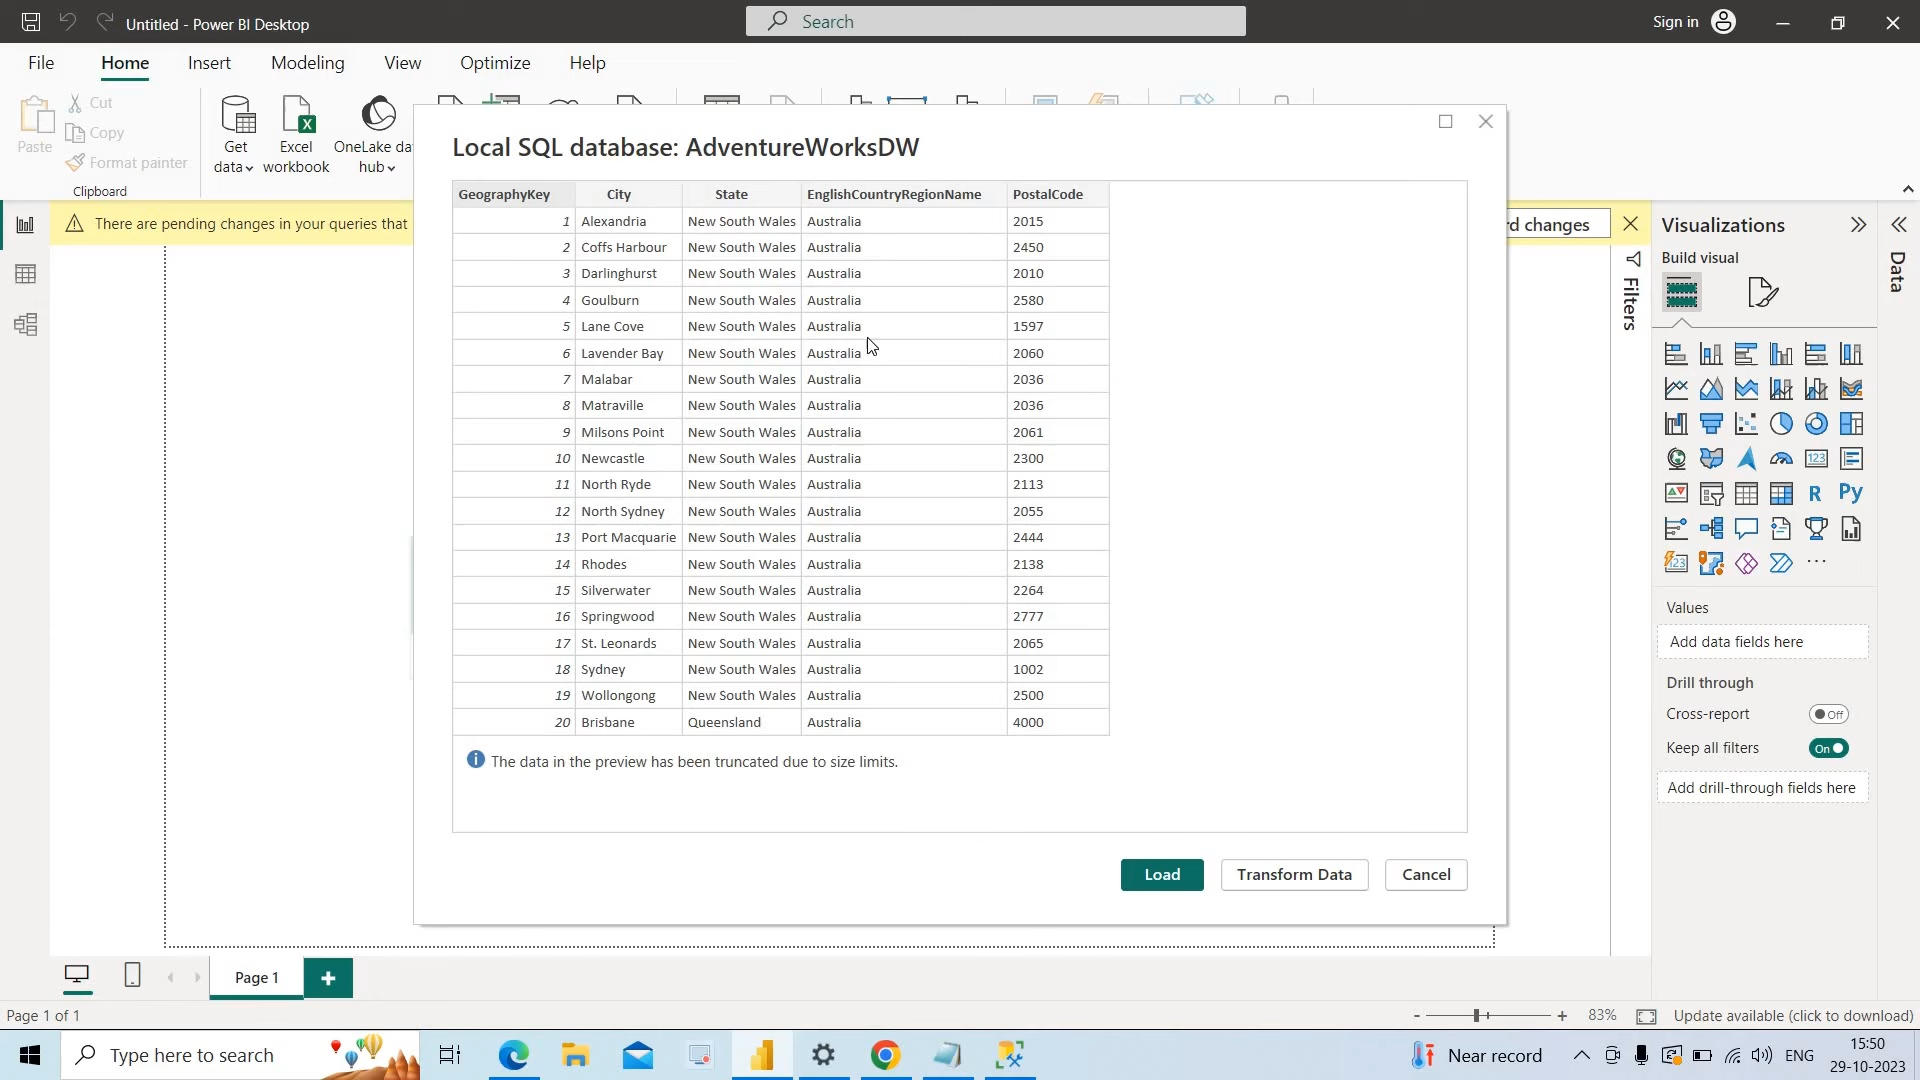 Untitled - Power BI Desktop
Search
Sign in
File
Home
Insert
Modeling
View
Optimize
Help
Paste
Cut
Copy
Format painter
Clipboard
Get data
Excel workbook
OneLake da
hub
There are pending changes in your queries that
rd changes
Local SQL database: AdventureWorksDW
GeographyKey City State EnglishCountryRegionName PostalCode
1 Alexandria New South Wales Australia 2015
2 Coffs Harbour New South Wales Australia 2450
3 Darlinghurst New South Wales Australia 2010
4 Goulburn New South Wales Australia 2580
5 Lane Cove New South Wales Australia 1597
6 Lavender Bay New South Wales Australia 2060
7 Malabar New South Wales Australia 2036
8 Matraville New South Wales Australia 2036
9 Milsons Point New South Wales Australia 2061
10 Newcastle New South Wales Australia 2300
11 North Ryde New South Wales Australia 2113
12 North Sydney New South Wales Australia 2055
13 Port Macquarie New South Wales Australia 2444
14 Rhodes New South Wales Australia 2138
15 Silverwater New South Wales Australia 2264
16 Springwood New South Wales Australia 2777
17 St. Leonards New South Wales Australia 2065
18 Sydney New South Wales Australia 1002
19 Wollongong New South Wales Australia 2500
20 Brisbane Queensland Australia 4000
The data in the preview has been truncated due to size limits.
Load
Transform Data
Cancel
Filters
Visualizations
Build visual
123
R
Py
123
Values
Add data fields here
Drill through
Cross-report
Off
Keep all filters
On
Add drill-through fields here
Data
Page 1
Page 1 of 1
- + 83%
Update available (click to download)
Type here to search
Near record
ENG
15:50
29-10-2023